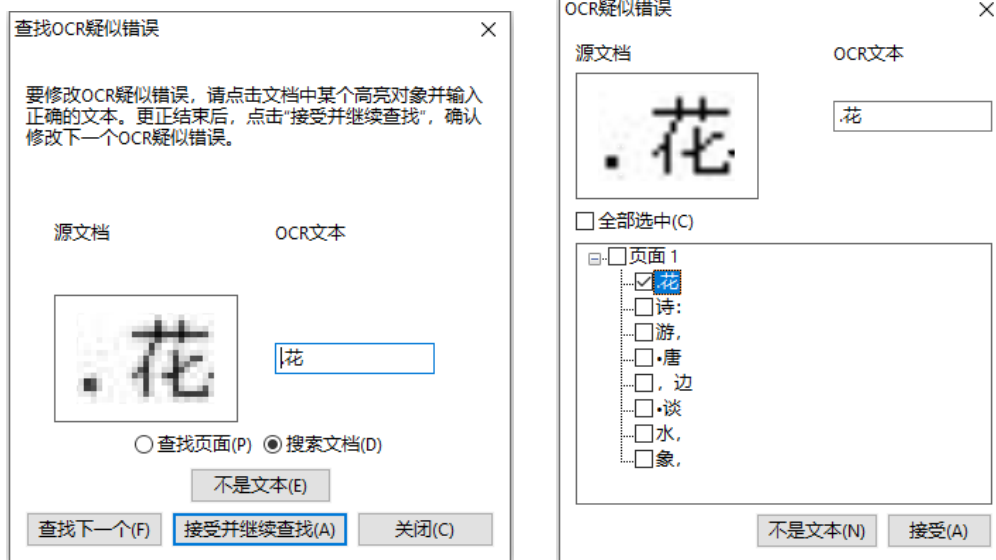 查找OCR疑似错误
要修改OCR疑似错误，请点击文档中某个高亮对象并输入
正确的文本。更正结束后，点击“接受并继续查找”，确认
修改下一个OCR疑似错误。
源文档 OCR文本
. 花 .花
查找页面(P) 搜索文档(D)
不是文本(E)
查找下一个(F) 接受并继续查找(A) 关闭(C)
OCR疑似错误
源文档 OCR文本
. 花 .花
全部选中(C)
页面 1
.花
诗：
游，
•唐
，边
•谈
水，
象，
不是文本(N) 接受(A)